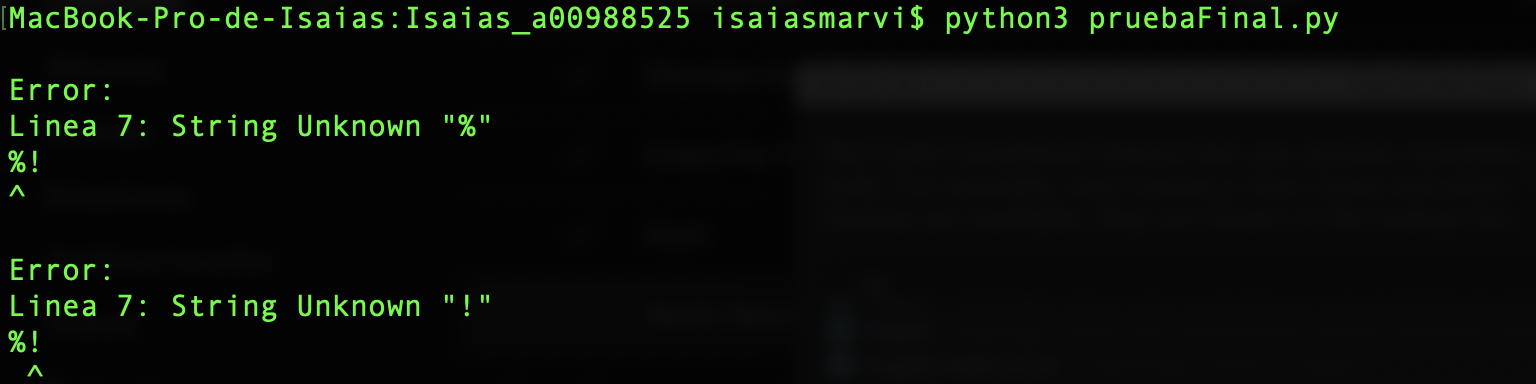 [MacBook-Pro-de-Isaias:Isaias_a00988525 isaiasmarvi$ python3 pruebaFinal.py
Error:
Linea 7: String Unknown "%"
%!
^
Error:
Linea 7: String Unknown "!"
%!
^